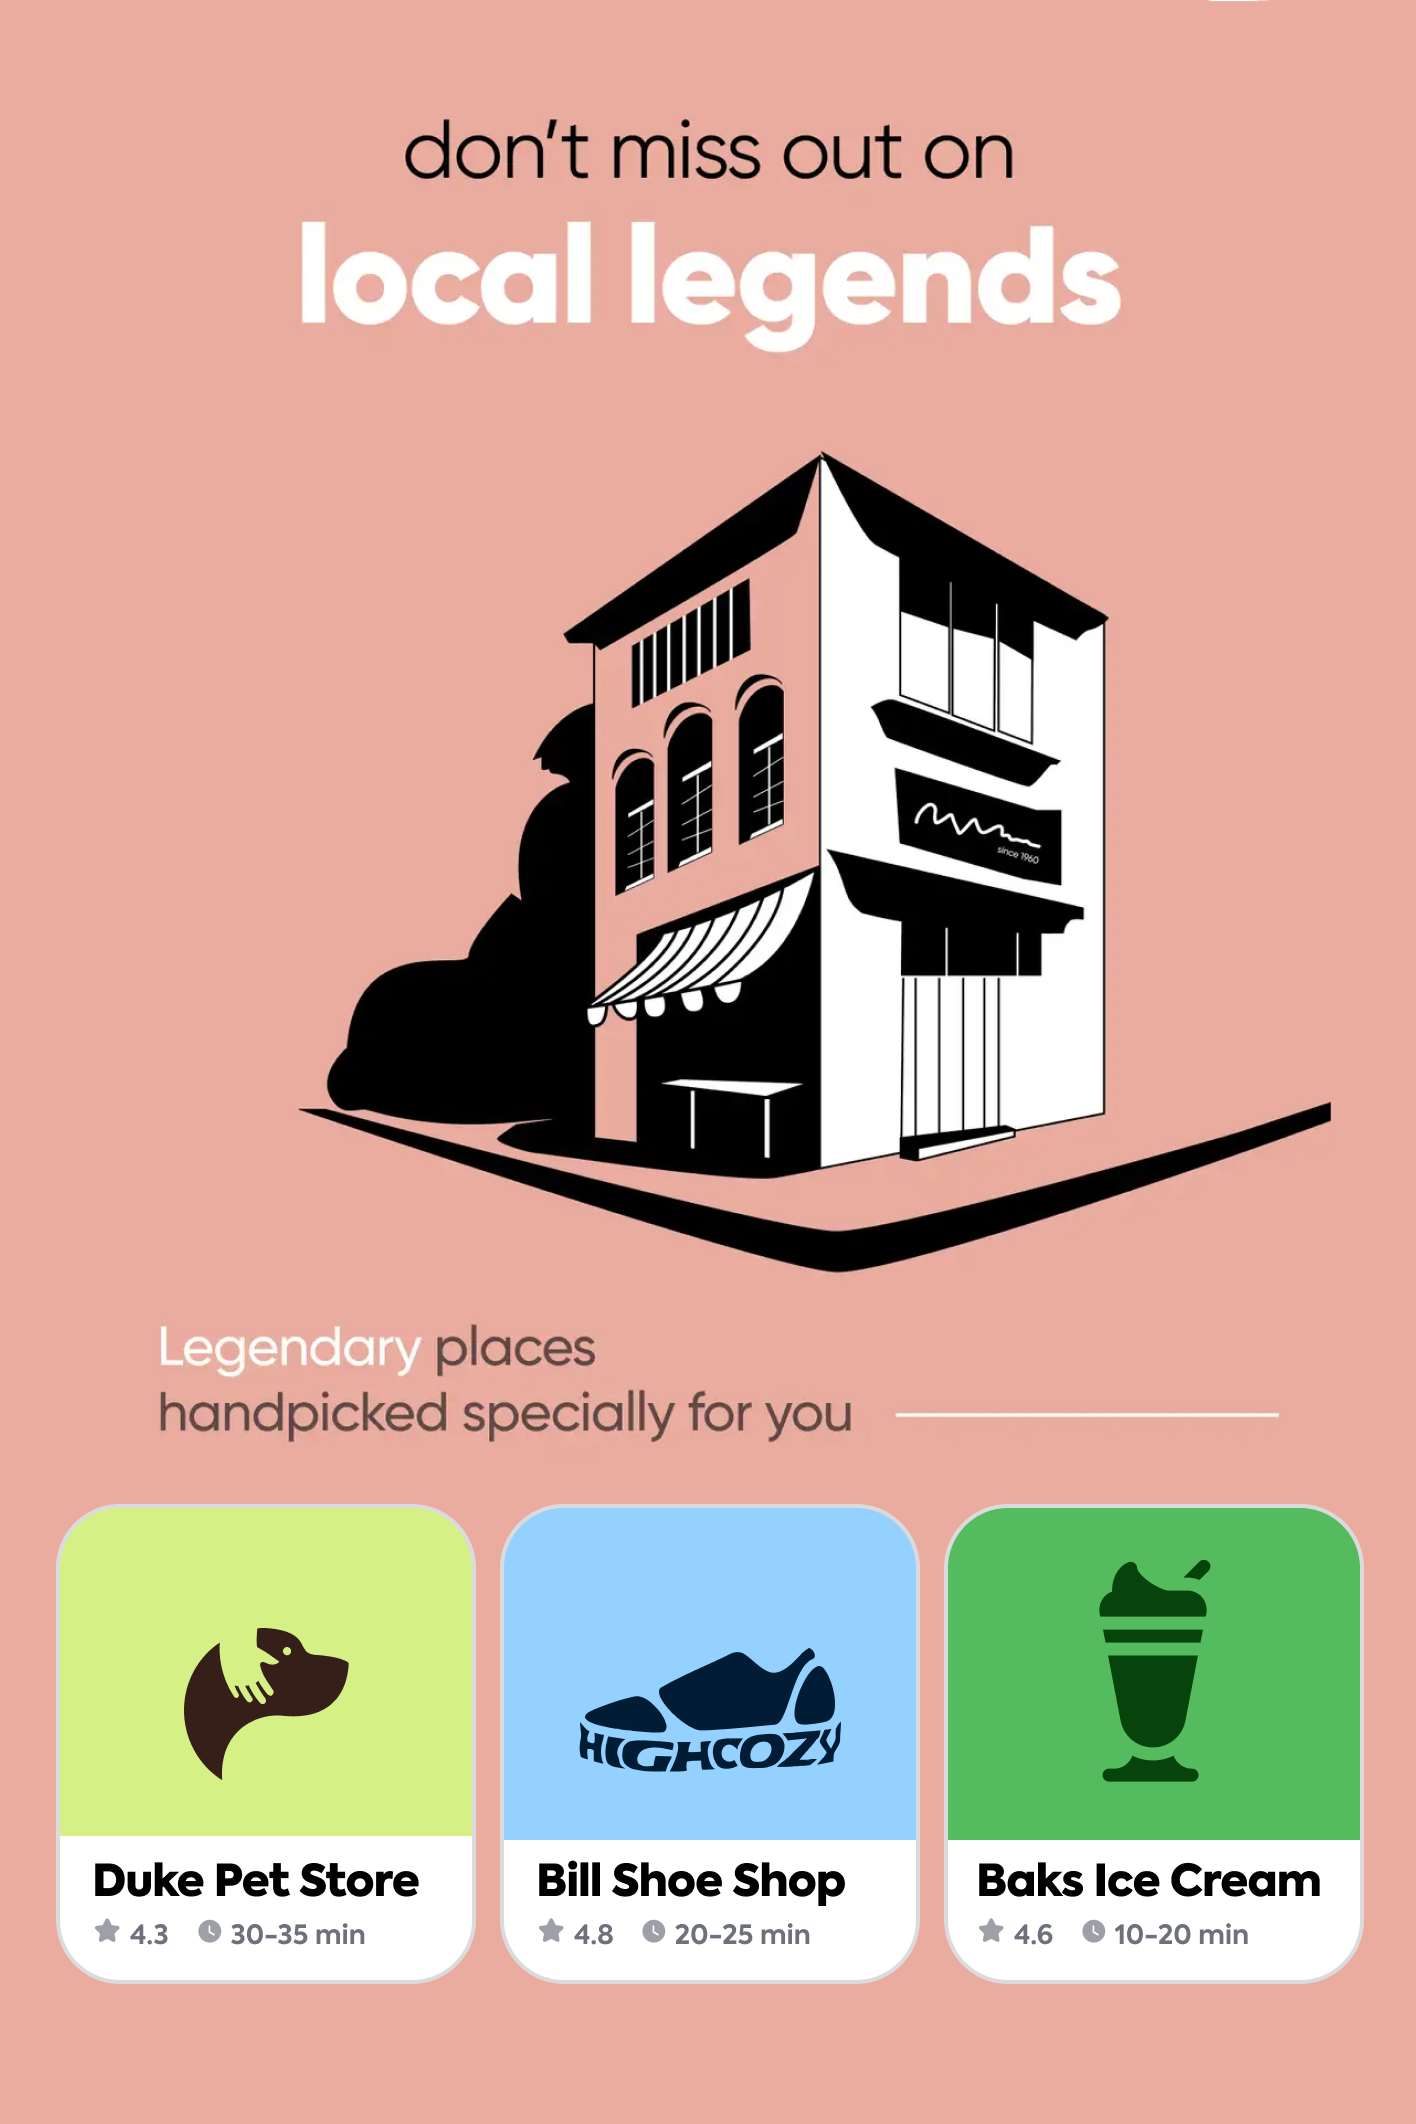 don't miss out on
local legends
since 1960
Legendary places
handpicked specially for you
HIGHCOZY
Duke Pet Store
4.3 30-35 min
Bill Shoe Shop
4.8 20-25 min
Baks Ice Cream
4.6 10-20 min